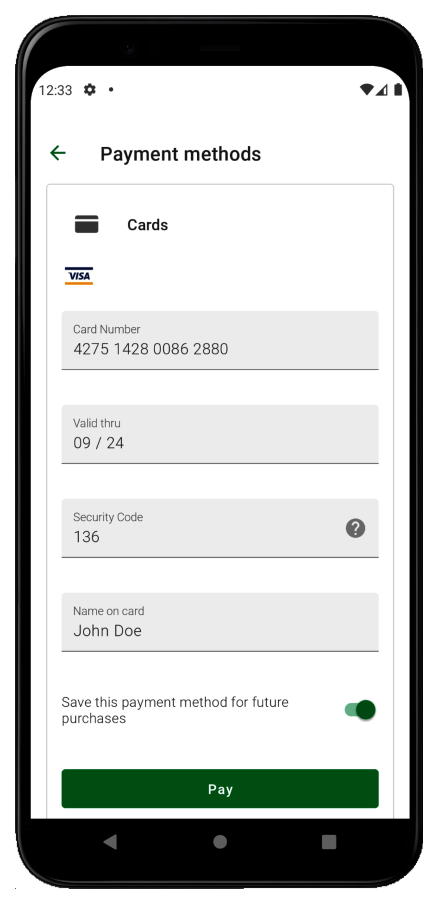 12:33
Payment methods
Cards
VISA
Card Number
4275 1428 0086 2880
Valid thru
09 / 24
Security Code
136
Name on card
John Doe
Save this payment method for future
purchases
Pay